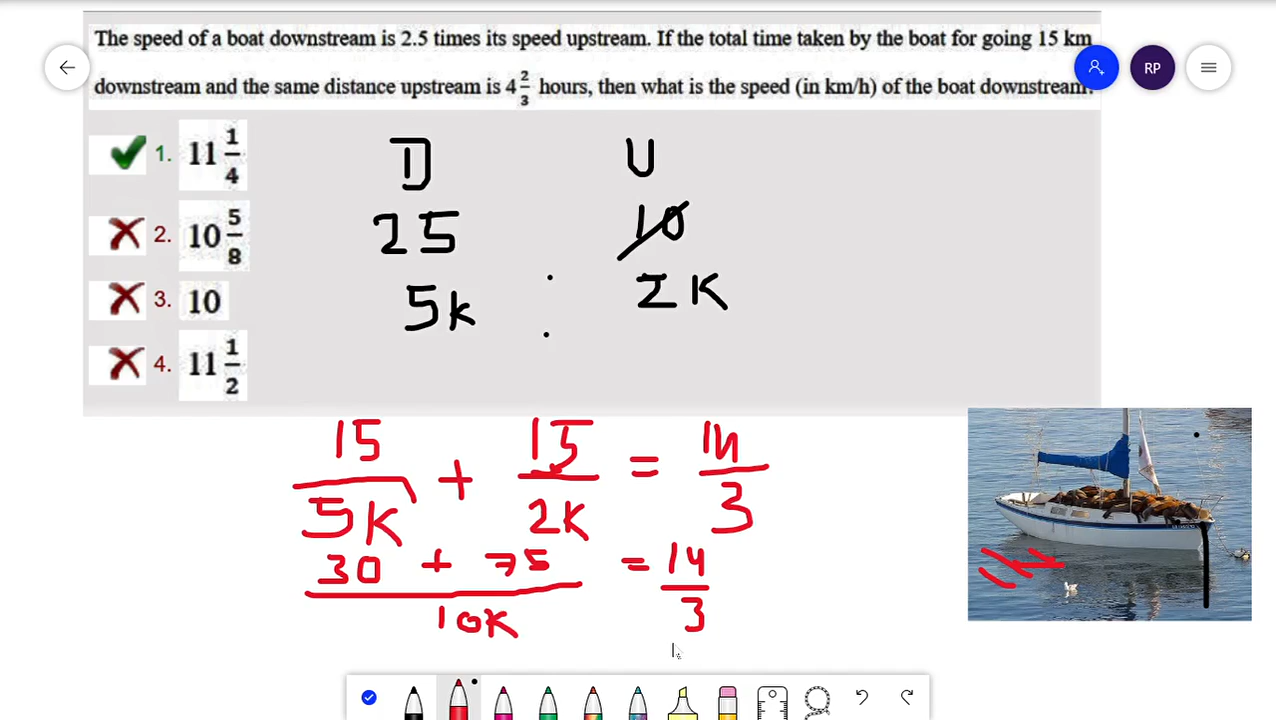 The speed of a boat downstream is 2.5 times its speed upstream. If the total time taken by the boat for going 15 km
downstream and the same distance upstream is 4 2/3 hours, then what is the speed (in km/h) of the boat downstream?
RP
1. 11 1/4
2. 10 5/8
3. 10
4. 11 1/2
D U
25 10
5k : 2K
15/5K + 15/2K = 14/3
30 + 75/10K = 14/3